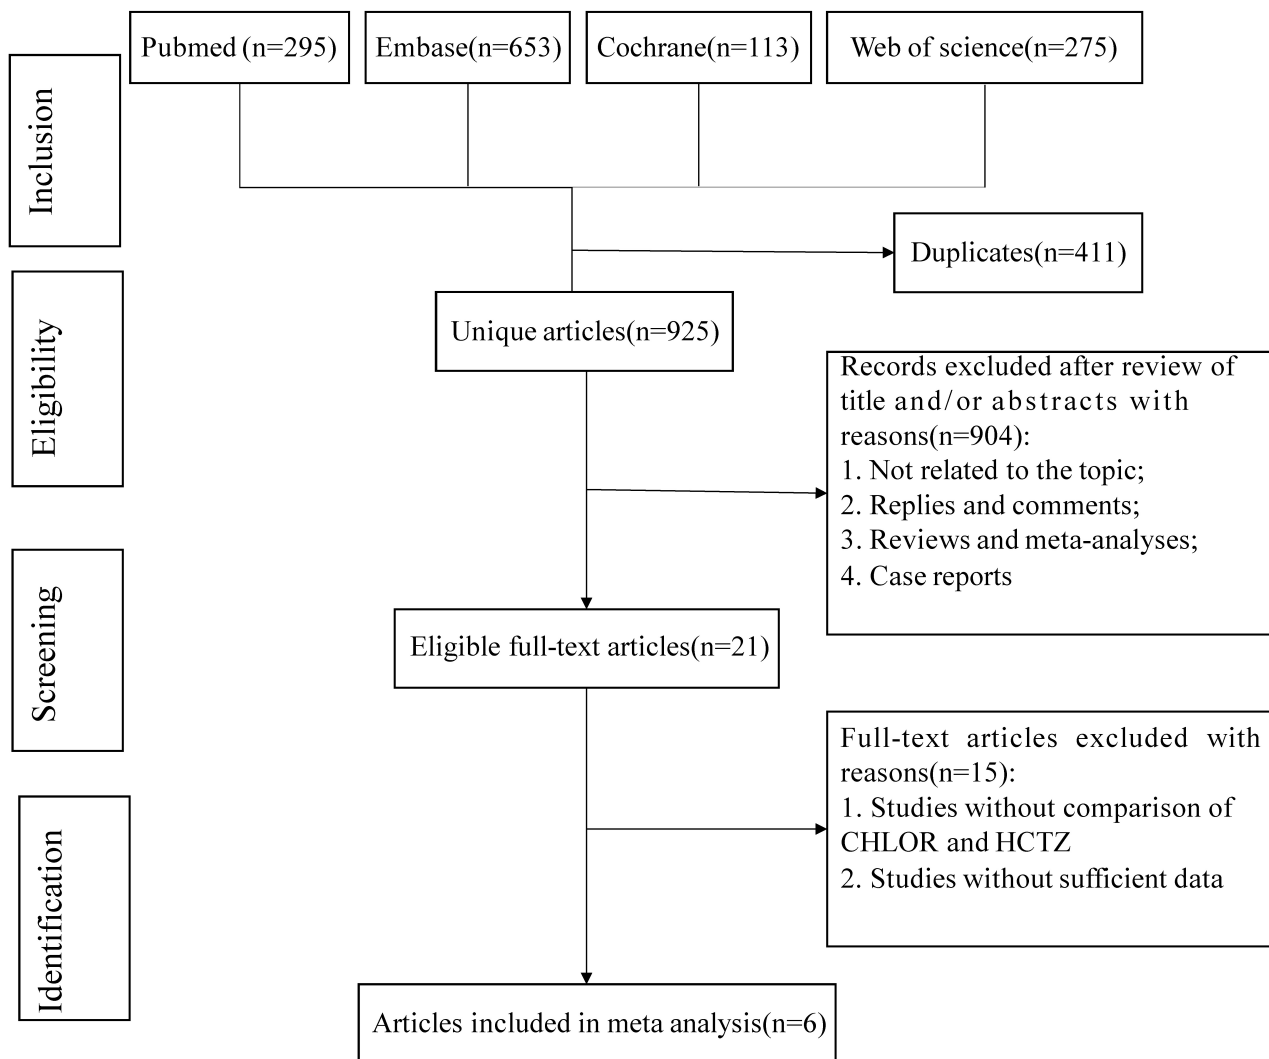 Pubmed (n=295)
Embase(n=653)
Cochrane(n=113)
Web of science(n=275)
Inclusion
Duplicates(n=411)
Eligibility
Unique articles(n=925)
Records excluded after review of
title and/or abstracts with
reasons(n=904):
1. Not related to the topic;
2. Replies and comments;
3. Reviews and meta-analyses;
4. Case reports
Screening
Eligible full-text articles(n=21)
Full-text articles excluded with
reasons(n=15):
1. Studies without comparison of
CHLOR and HCTZ
2. Studies without sufficient data
Identification
Articles included in meta analysis(n=6)